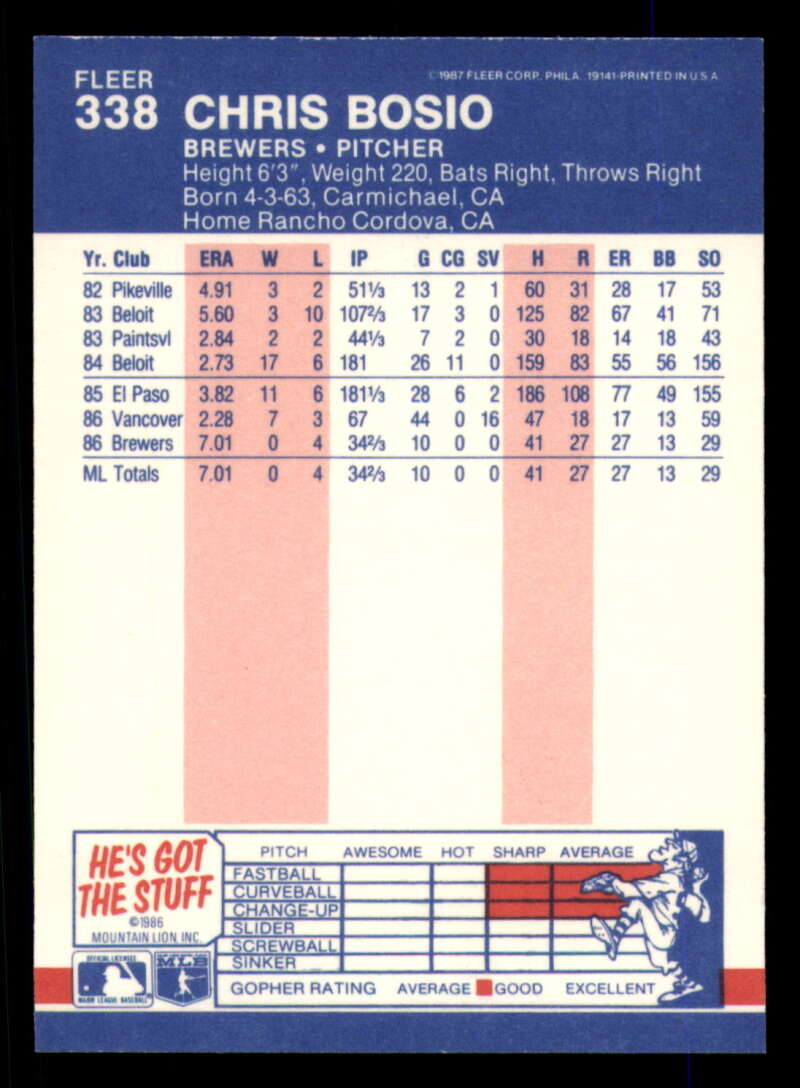 FLEER
©1987 FLEER CORP. PHILA. 19141-PRINTED IN U.S.A.
338 CHRIS BOSIO
BREWERS • PITCHER
Height 6'3", Weight 220, Bats Right, Throws Right
Born 4-3-63, Carmichael, CA
Home Rancho Cordova, CA
Yr. Club ERA W L IP G CG SV H R ER BB SO
82 Pikeville 4.91 3 2 51⅓ 13 2 1 60 31 28 17 53
83 Beloit 5.60 3 10 107⅔ 17 3 0 125 82 67 41 71
83 Paintsvl 2.84 2 2 44⅓ 7 2 0 30 18 14 18 43
84 Beloit 2.73 17 6 181 26 11 0 159 83 55 56 156
85 El Paso 3.82 11 6 181⅓ 28 6 2 186 108 77 49 155
86 Vancover 2.28 7 3 67 44 0 16 47 18 17 13 59
86 Brewers 7.01 0 4 34⅔ 10 0 0 41 27 27 13 29
ML Totals 7.01 0 4 34⅔ 10 0 0 41 27 27 13 29
HE'S GOT
THE STUFF
©1986
MOUNTAIN LION, INC.
OFFICIAL LICENSEE
MAJOR LEAGUE BASEBALL
MLB
PITCH AWESOME HOT SHARP AVERAGE
FASTBALL
CURVEBALL
CHANGE-UP
SLIDER
SCREWBALL
SINKER
GOPHER RATING AVERAGE GOOD EXCELLENT